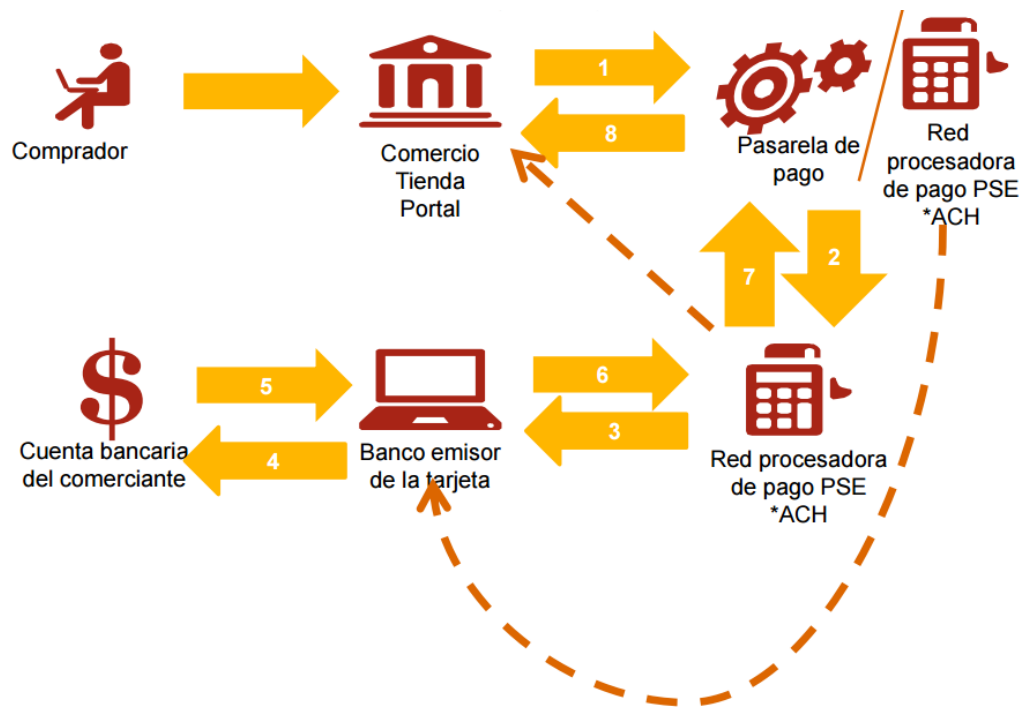 Comprador
Comercio
Tienda
Portal
1
8
Pasarela de
pago
Red
procesadora
de pago PSE
*ACH
7
2
$
Cuenta bancaria
del comerciante
5
4
Banco emisor
de la tarjeta
6
3
Red procesadora
de pago PSE
*ACH